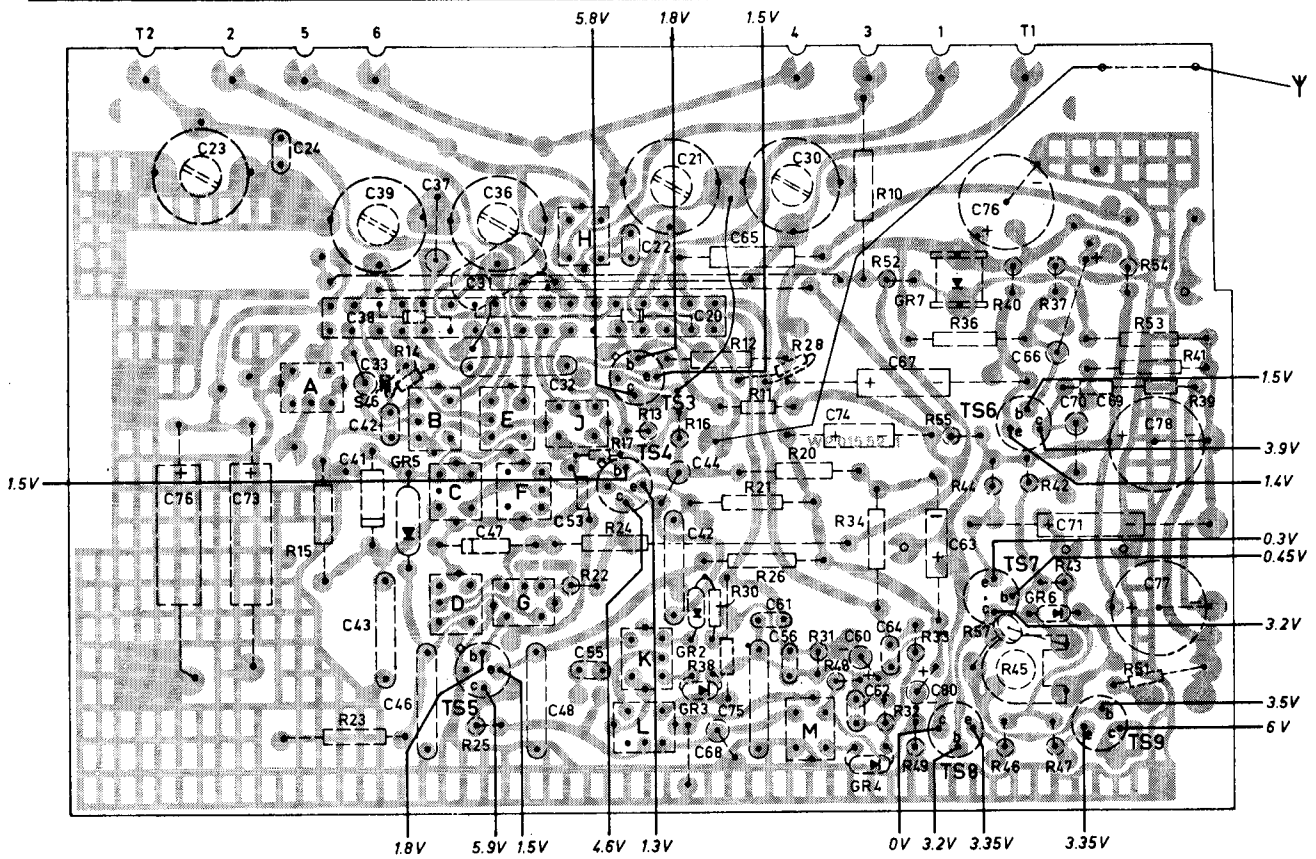 5.8V 1.8V 1.5V
T2 2 5 6 4 3 1 T1
C23 C24 C39 C37 C36 C21 C30 R10 C76
H C22 C65 R52 R54
C31 GR7 R40 R37
C38 C20 R36 R53
R14 C33 R12 R28 C66 R41
A S46 C32 C67
B E J TS3 R11 1.5V
C42 R13 R16 C74 R55 TS6 C70 C69 R39 C78
R17 TS4
C41 GR5 C44 R20 3.9V
1.5V C76 C73 C C F R21 R44 R42 1.4V
R15 C53 R24 C42 R34 C63 C71
C47 0.3V
R26 TS7 R43 0.45V
D G R22 R30 GR6
C43 C61 3.2V
GR2 C56 R31 C60 C64 R33 R57
b K R38 R48 R45 R51
C46 TS5 C55 GR3 C62 C80 3.5V
R23 R25 C48 L C75 M R32 6V
C68 GR4 R49 TS8 R46 R47 TS9
1.8V 5.9V 1.5V 4.6V 1.3V 0V 3.2V 3.35V 3.35V